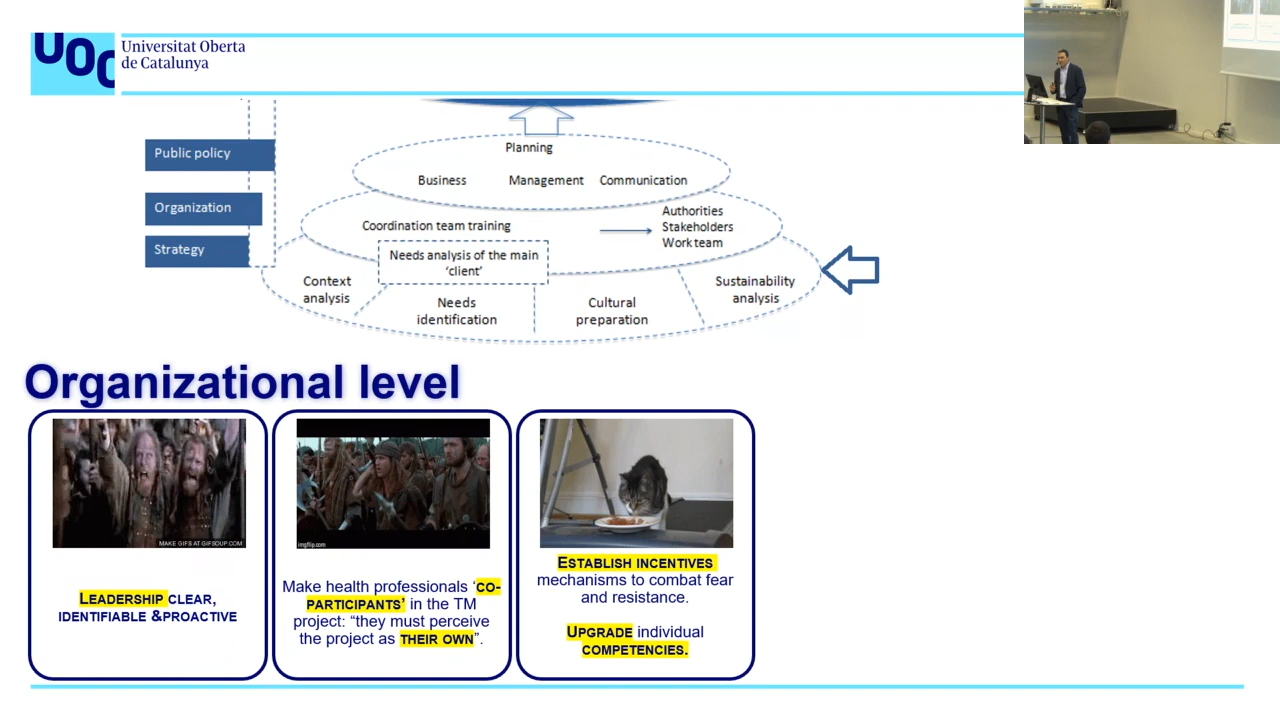 UOC
Universitat Oberta
de Catalunya
Public policy
Organization
Strategy
Planning
Business Management Communication
Coordination team training
Authorities
Stakeholders
Work team
Needs analysis of the main
'client'
Context
analysis
Needs
identification
Cultural
preparation
Sustainability
analysis
Organizational level
MAKE GIFS AT GIFSOUP.COM
LEADERSHIP CLEAR,
IDENTIFIABLE &PROACTIVE
imgflip.com
Make health professionals ‘CO-
PARTICIPANTS’ in the TM
project: “they must perceive
the project as THEIR OWN”.
ESTABLISH INCENTIVES
mechanisms to combat fear
and resistance.
UPGRADE individual
COMPETENCIES.